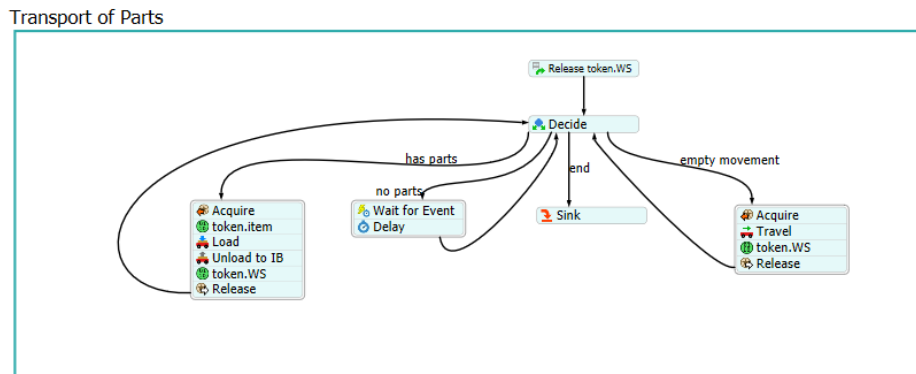 Transport of Parts
Release token.WS
Decide
has parts
empty movement
end
no parts
Acquire
token.item
Load
Unload to IB
token.WS
Release
Wait for Event
Delay
Sink
Acquire
Travel
token.WS
Release